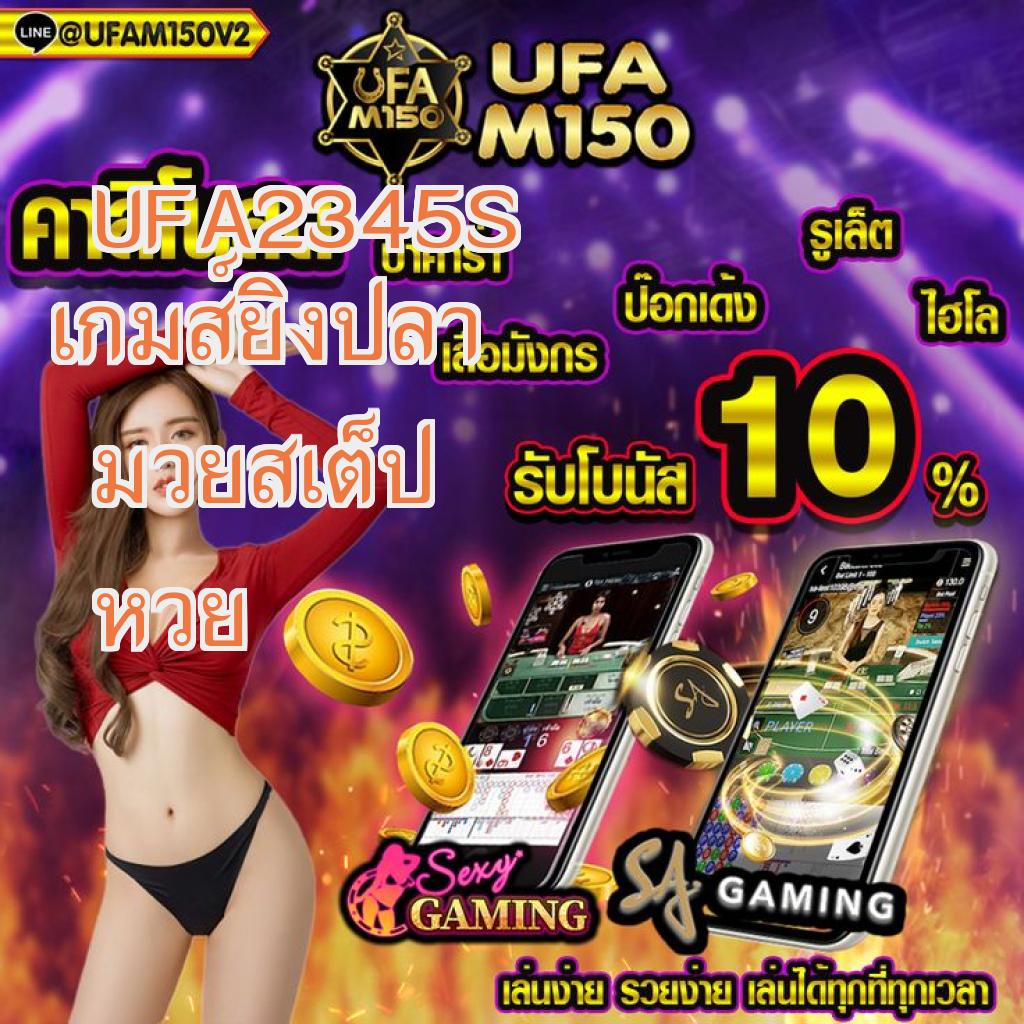 LINE @UFAM150V2
UFA
M150
UFA
M150
UFA2345S
บาคาร่า
รูเล็ต
ป๊อกเด้ง
ไฮโล
เกมส์ยิงปลา
เสือมังกร
10
มวยสเต็ป
รับโบนัส
%
หวย
PLAYER
Sexy
GAMING
SA GAMING
เล่นง่าย รวยง่าย เล่นได้ทุกที่ทุกเวลา